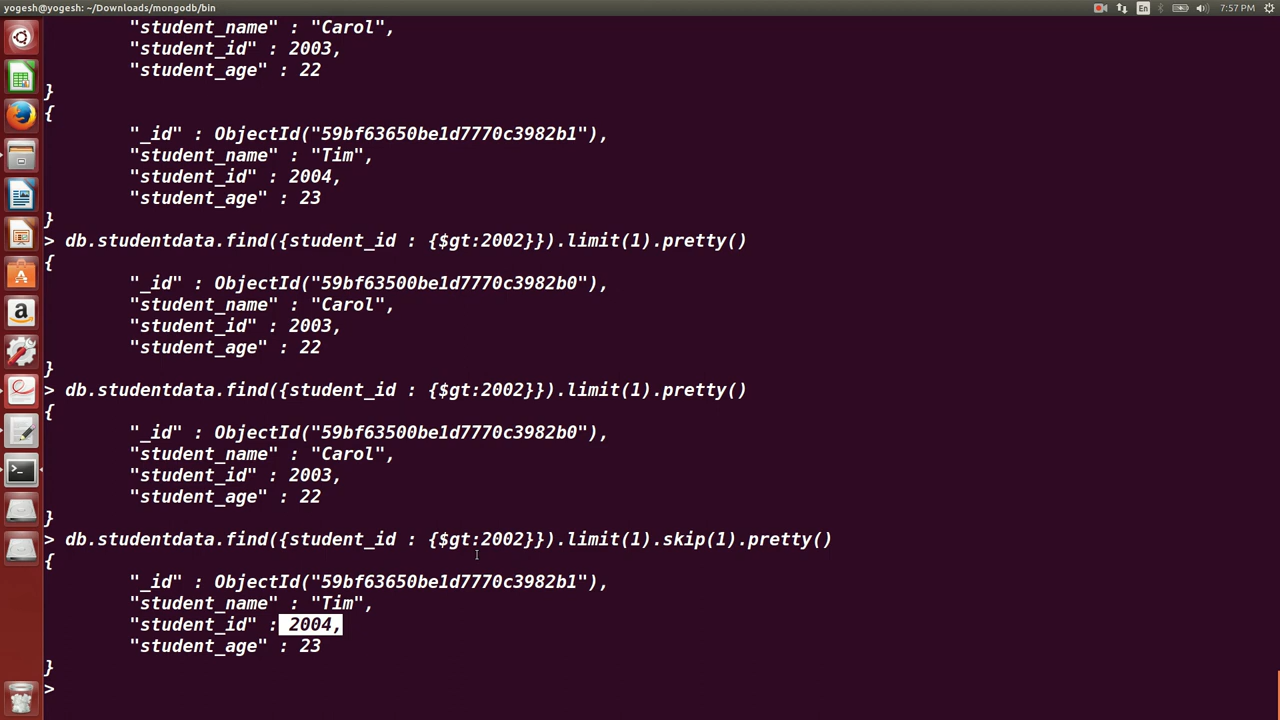 yogesh@yogesh: ~/Downloads/mongodb/bin
En
7:57 PM
"student_name" : "Carol",
"student_id" : 2003,
"student_age" : 22
}
{
"_id" : ObjectId("59bf63650be1d7770c3982b1"),
"student_name" : "Tim",
"student_id" : 2004,
"student_age" : 23
}
> db.studentdata.find({student_id : {$gt:2002}}).limit(1).pretty()
{
"_id" : ObjectId("59bf63500be1d7770c3982b0"),
"student_name" : "Carol",
"student_id" : 2003,
"student_age" : 22
}
> db.studentdata.find({student_id : {$gt:2002}}).limit(1).pretty()
{
"_id" : ObjectId("59bf63500be1d7770c3982b0"),
"student_name" : "Carol",
"student_id" : 2003,
"student_age" : 22
}
> db.studentdata.find({student_id : {$gt:2002}}).limit(1).skip(1).pretty()
{
"_id" : ObjectId("59bf63650be1d7770c3982b1"),
"student_name" : "Tim",
"student_id" : 2004,
"student_age" : 23
}
>